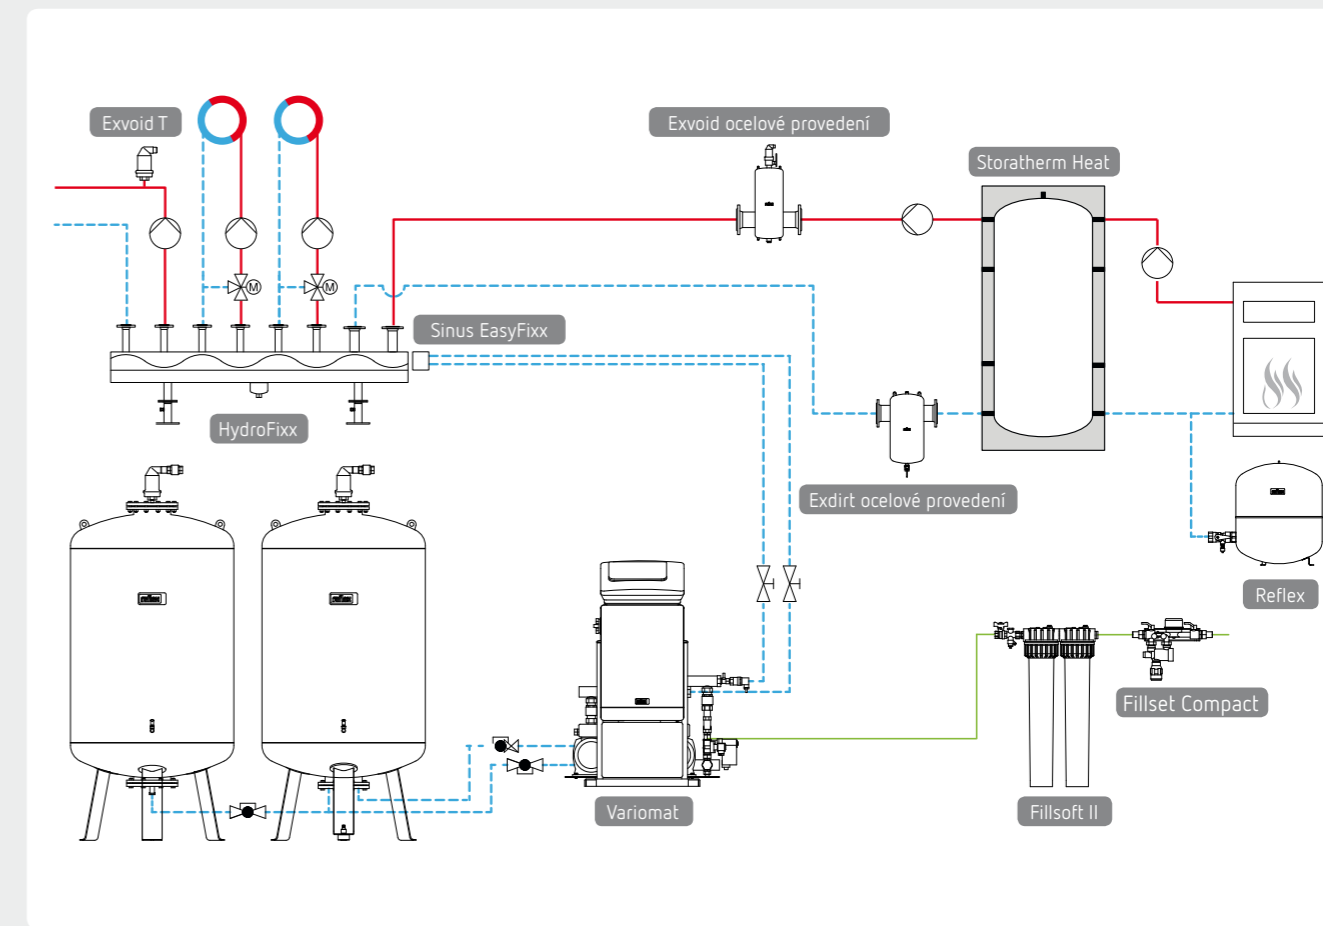 Exvoid T
Exvoid ocelové provedení
Storatherm Heat
M
M
Sinus EasyFixx
HydroFixx
Exdirt ocelové provedení
Reflex
Fillset Compact
Variomat
Fillsoft II